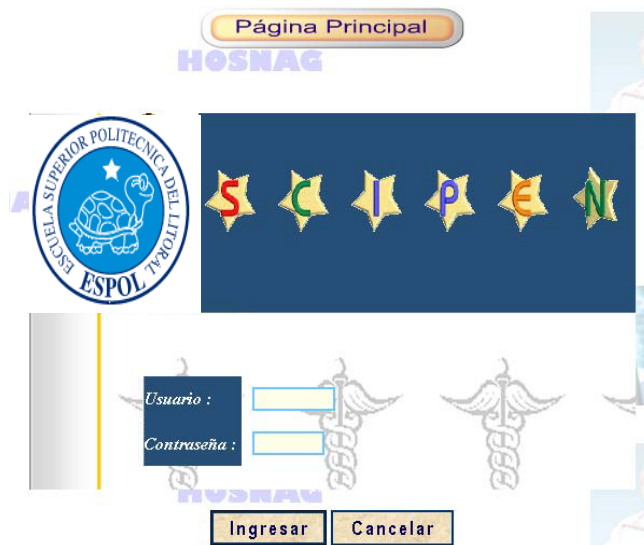 Página Principal
HOSNAG
ESCUELA SUPERIOR POLITECNICA DEL LITORAL
ESPOL
S C I P E N
Usuario :
Contraseña :
HOSNAG
Ingresar Cancelar